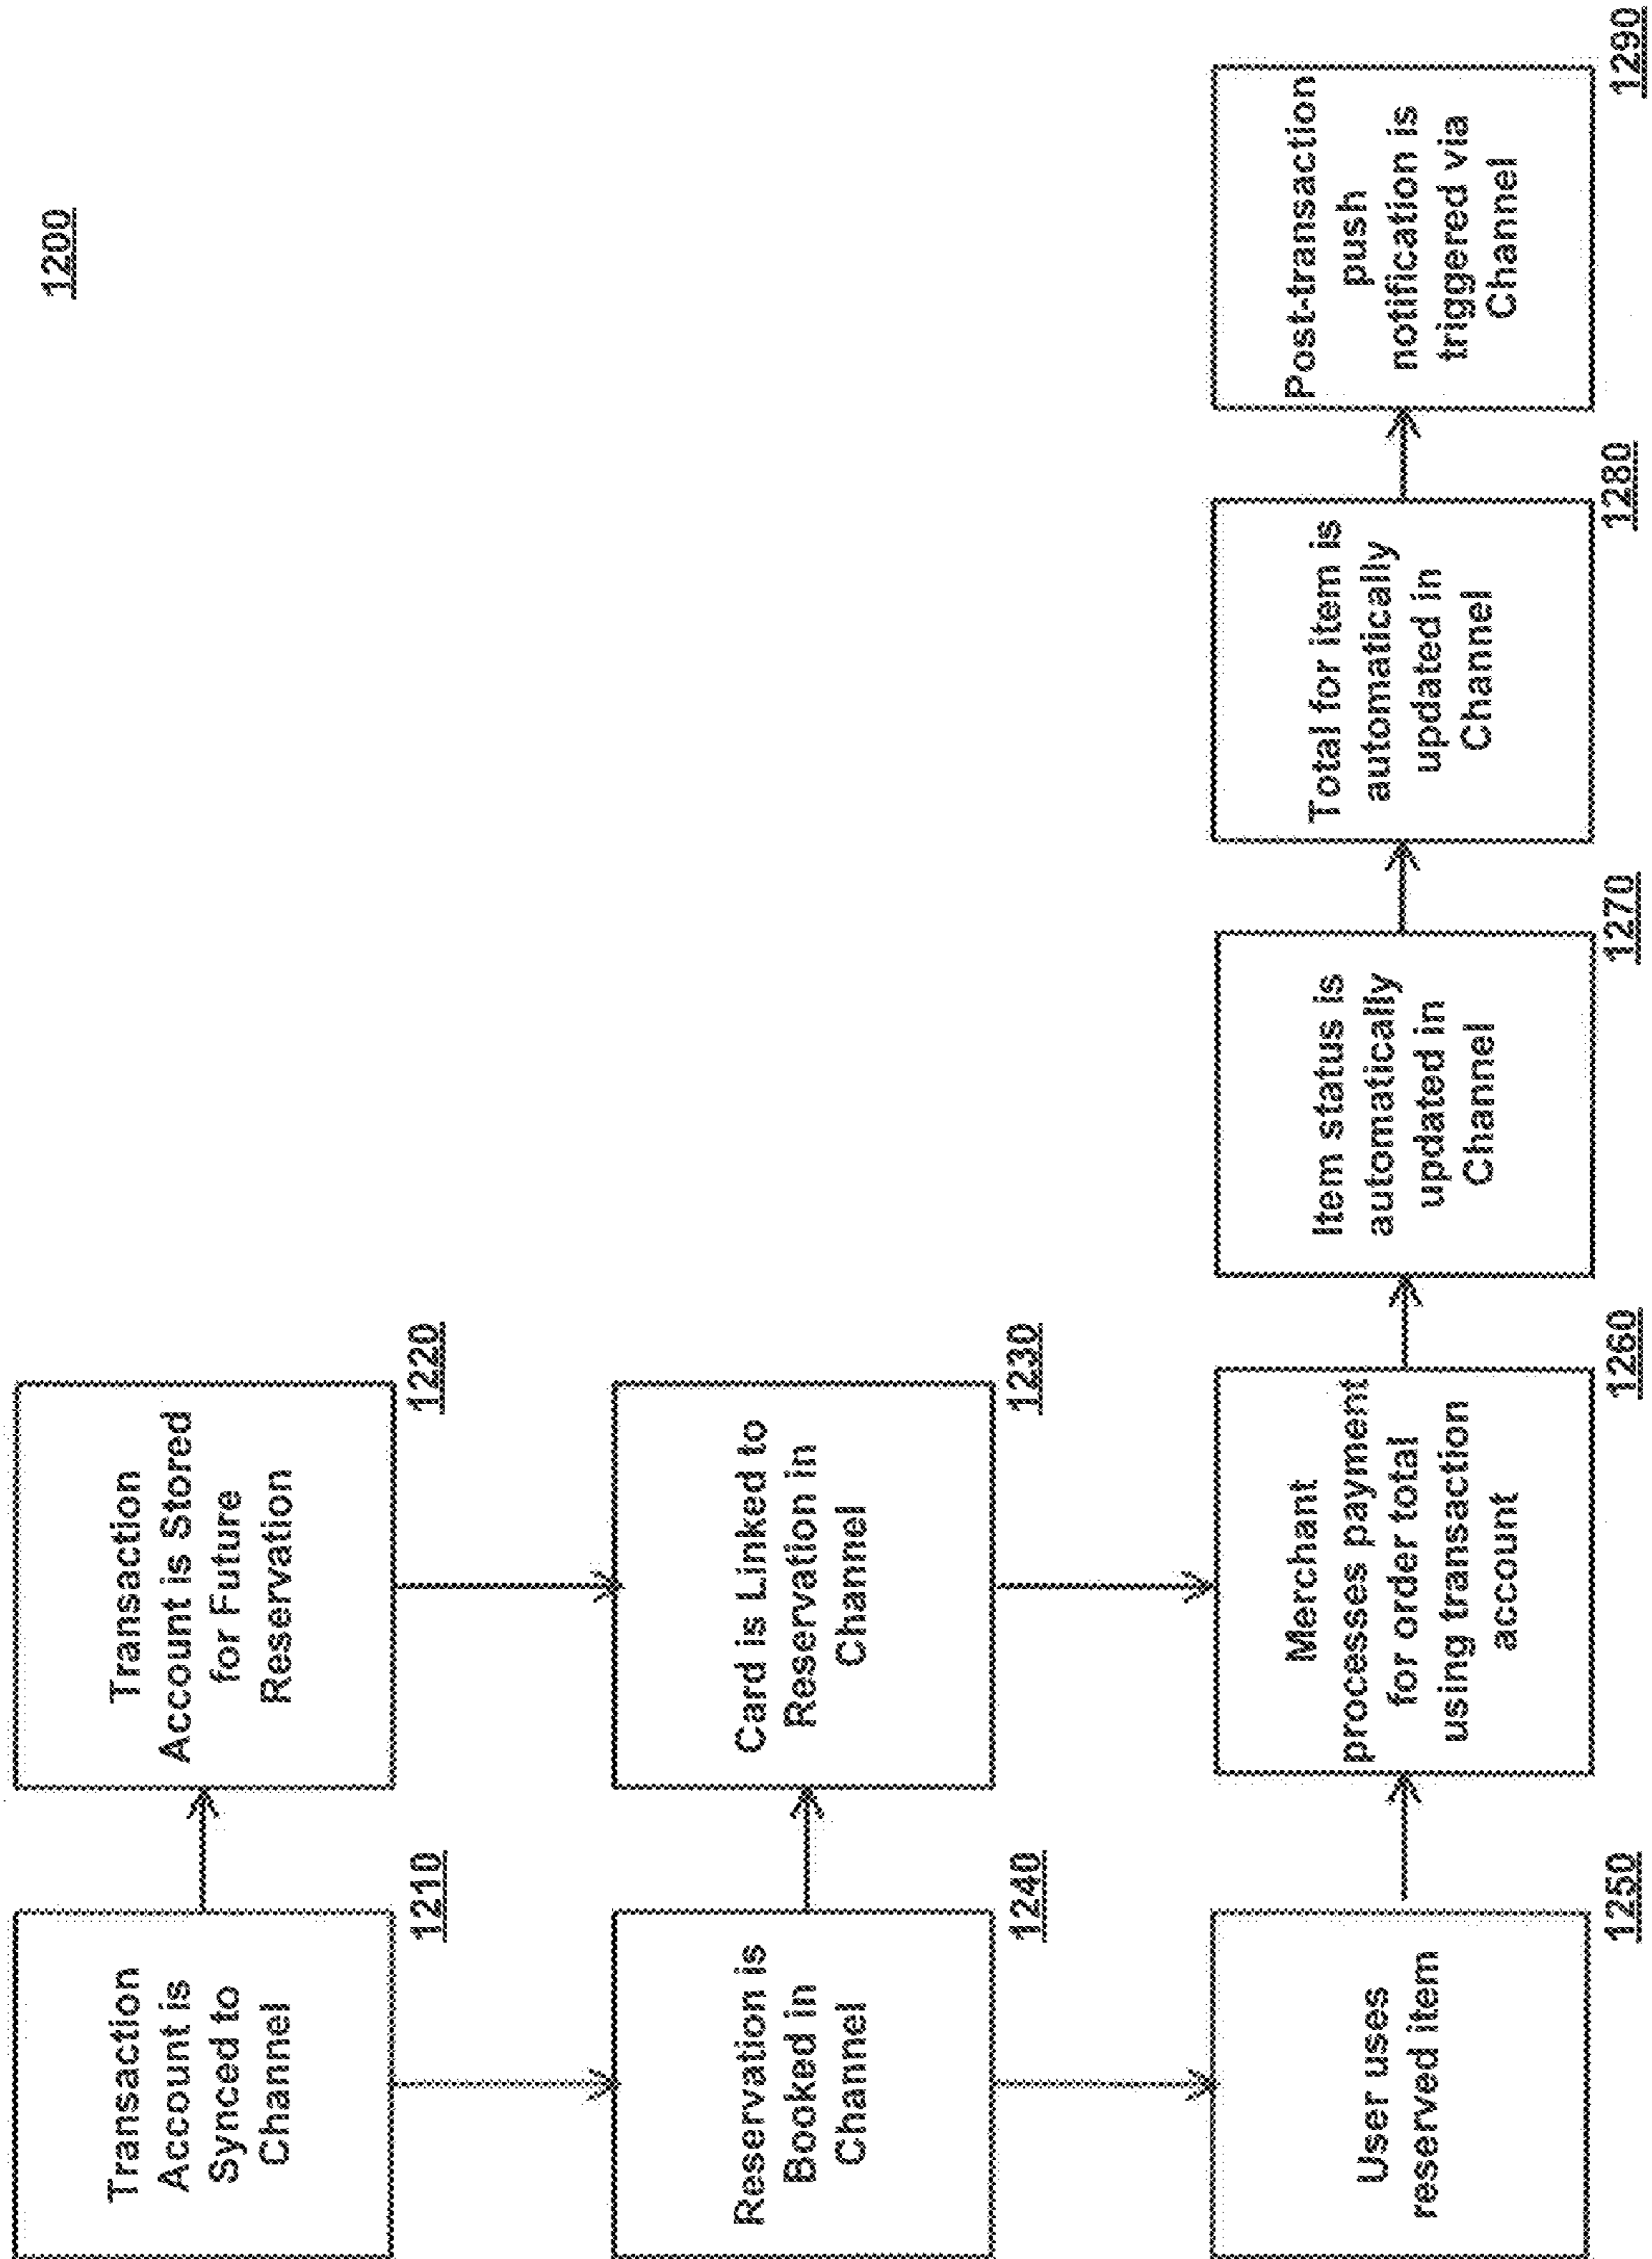 1200
Transaction
Account is
Synced to
Channel
1210
Transaction
Account is Stored
for Future
Reservation
1220
Reservation is
Booked in
Channel
1240
Card is Linked to
Reservation in
Channel
1230
User uses
reserved item
1250
Merchant
processes payment
for order total
using transaction
account
1260
Item status is
automatically
updated in
Channel
1270
Total for item is
automatically
updated in
Channel
1280
Post-transaction
push
notification is
triggered via
Channel
1290